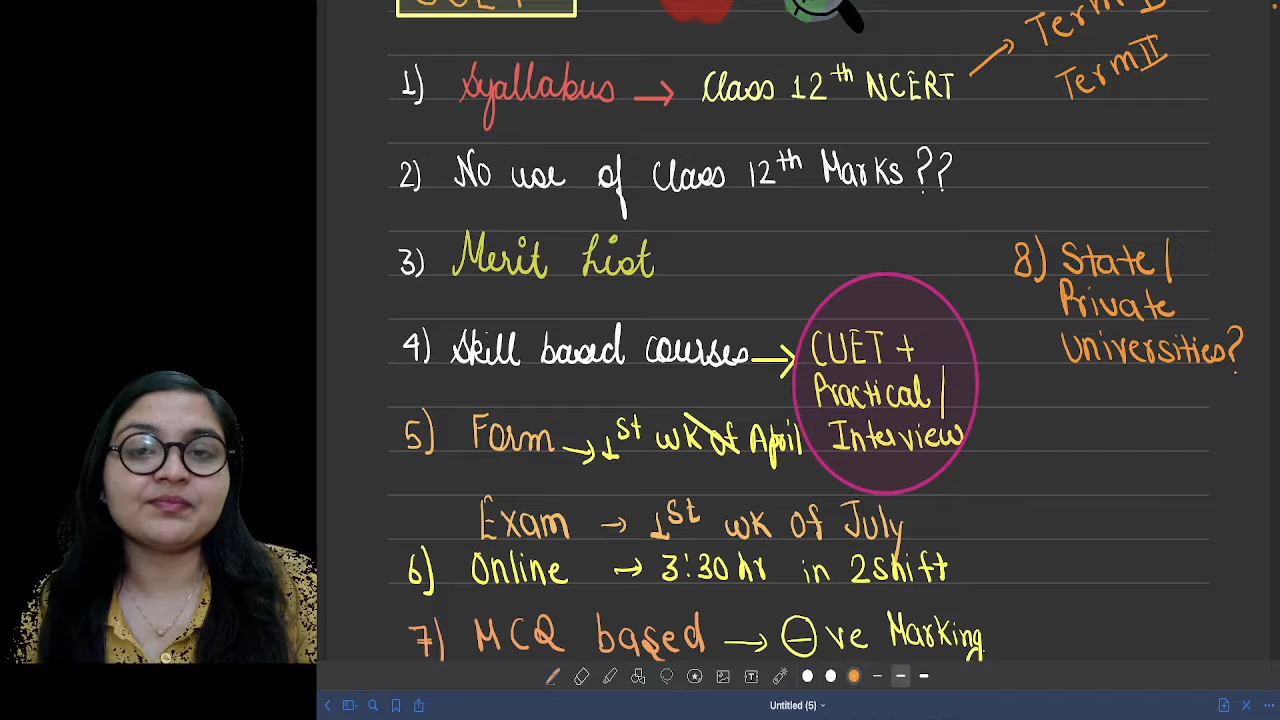 1) Syallabus → Class 12th NCERT
Term II
2) No use of Class 12th Marks??
3) Merit List
4) Skill based courses → CUET +
Practical /
Interview
5) Form → 1st wk of April
Exam → 1st wk of July
6) Online → 3:30 hr in 2 shift
7) MCQ based → ⊖ve Marking
8) State /
Private
Universities?
Untitled (5)